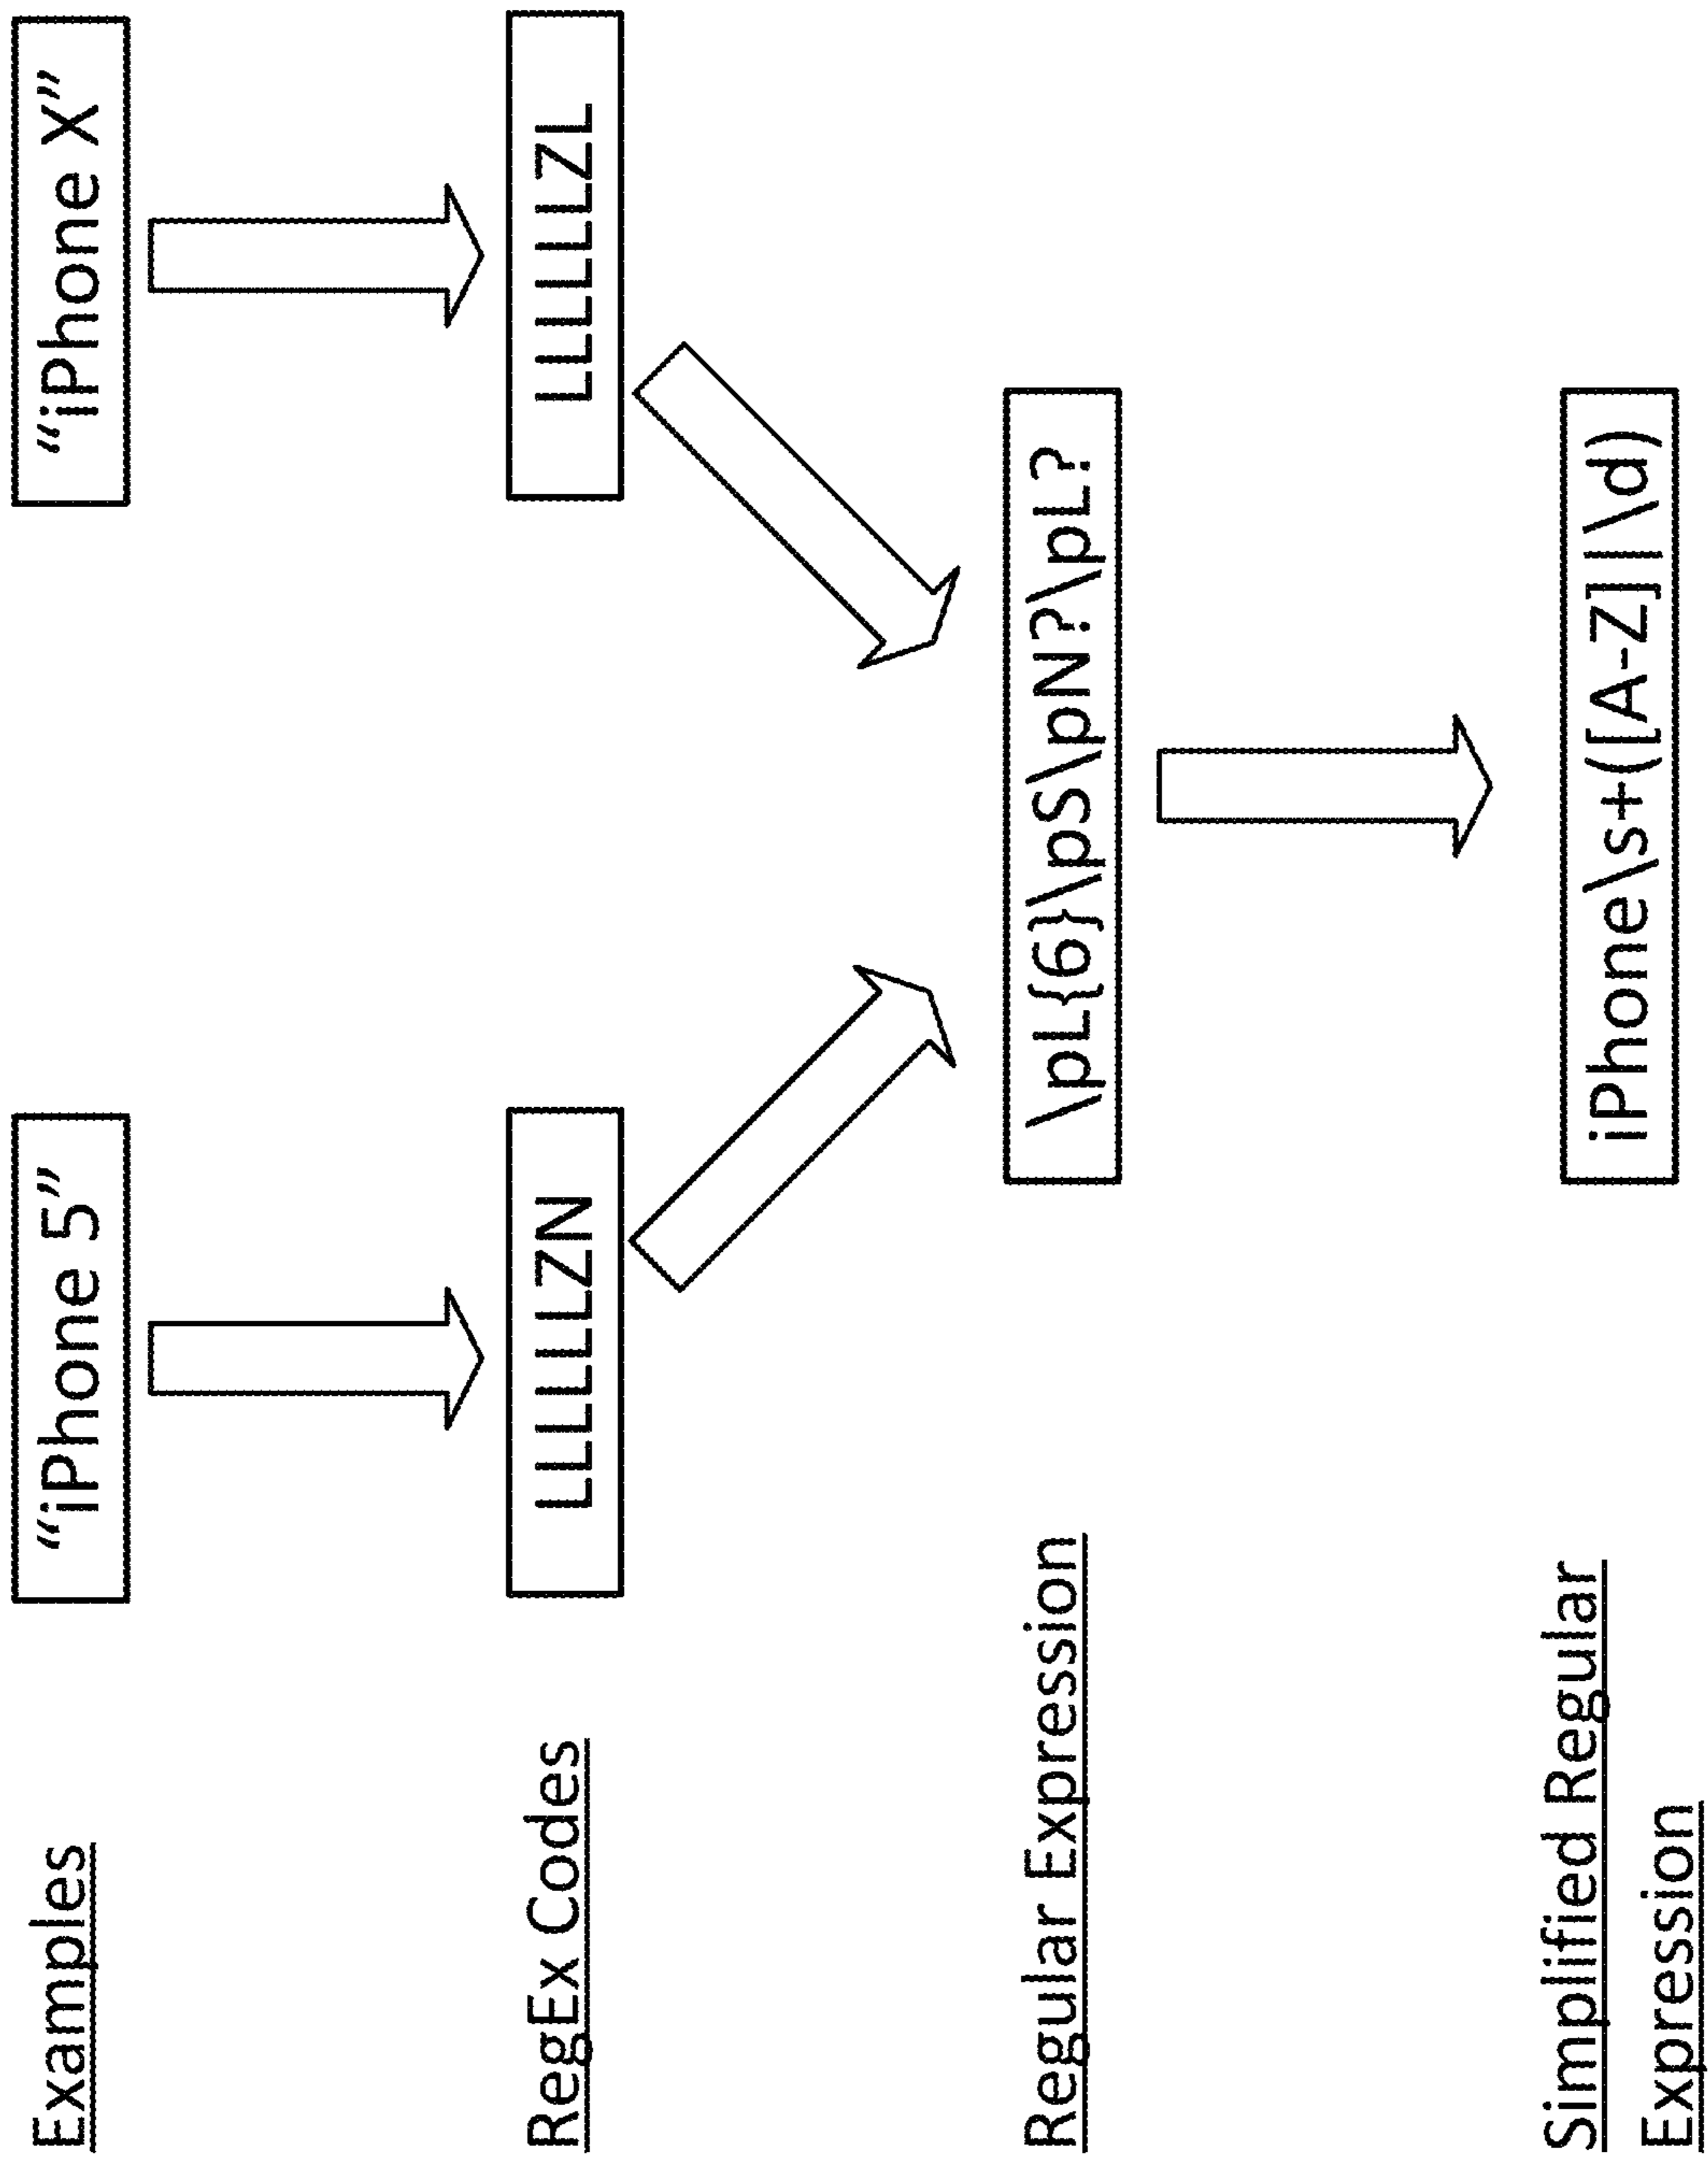 Examples
“iPhone 5”
“iPhone X”
RegEx Codes
LLLLLLZN
LLLLLLZL
Regular Expression
\pL{6}\pS\pN?\pL?
Simplified Regular
Expression
iPhone\s+([A-Z]|\d)